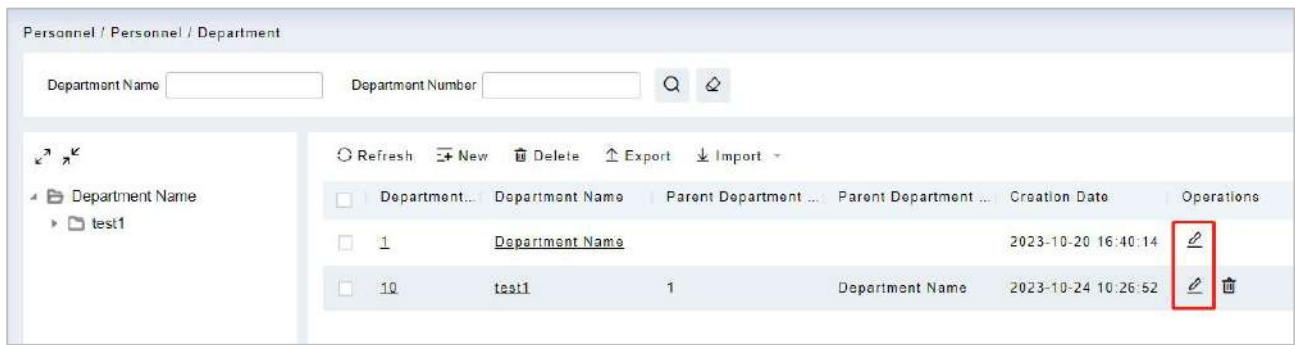 Personnel / Personnel / Department
Department Name Department Number
Refresh New Delete Export Import
Department Name
test1
Department... Department Name Parent Department ... Parent Department ... Creation Date Operations
1 Department Name 2023-10-20 16:40:14
10 test1 1 Department Name 2023-10-24 10:26:52